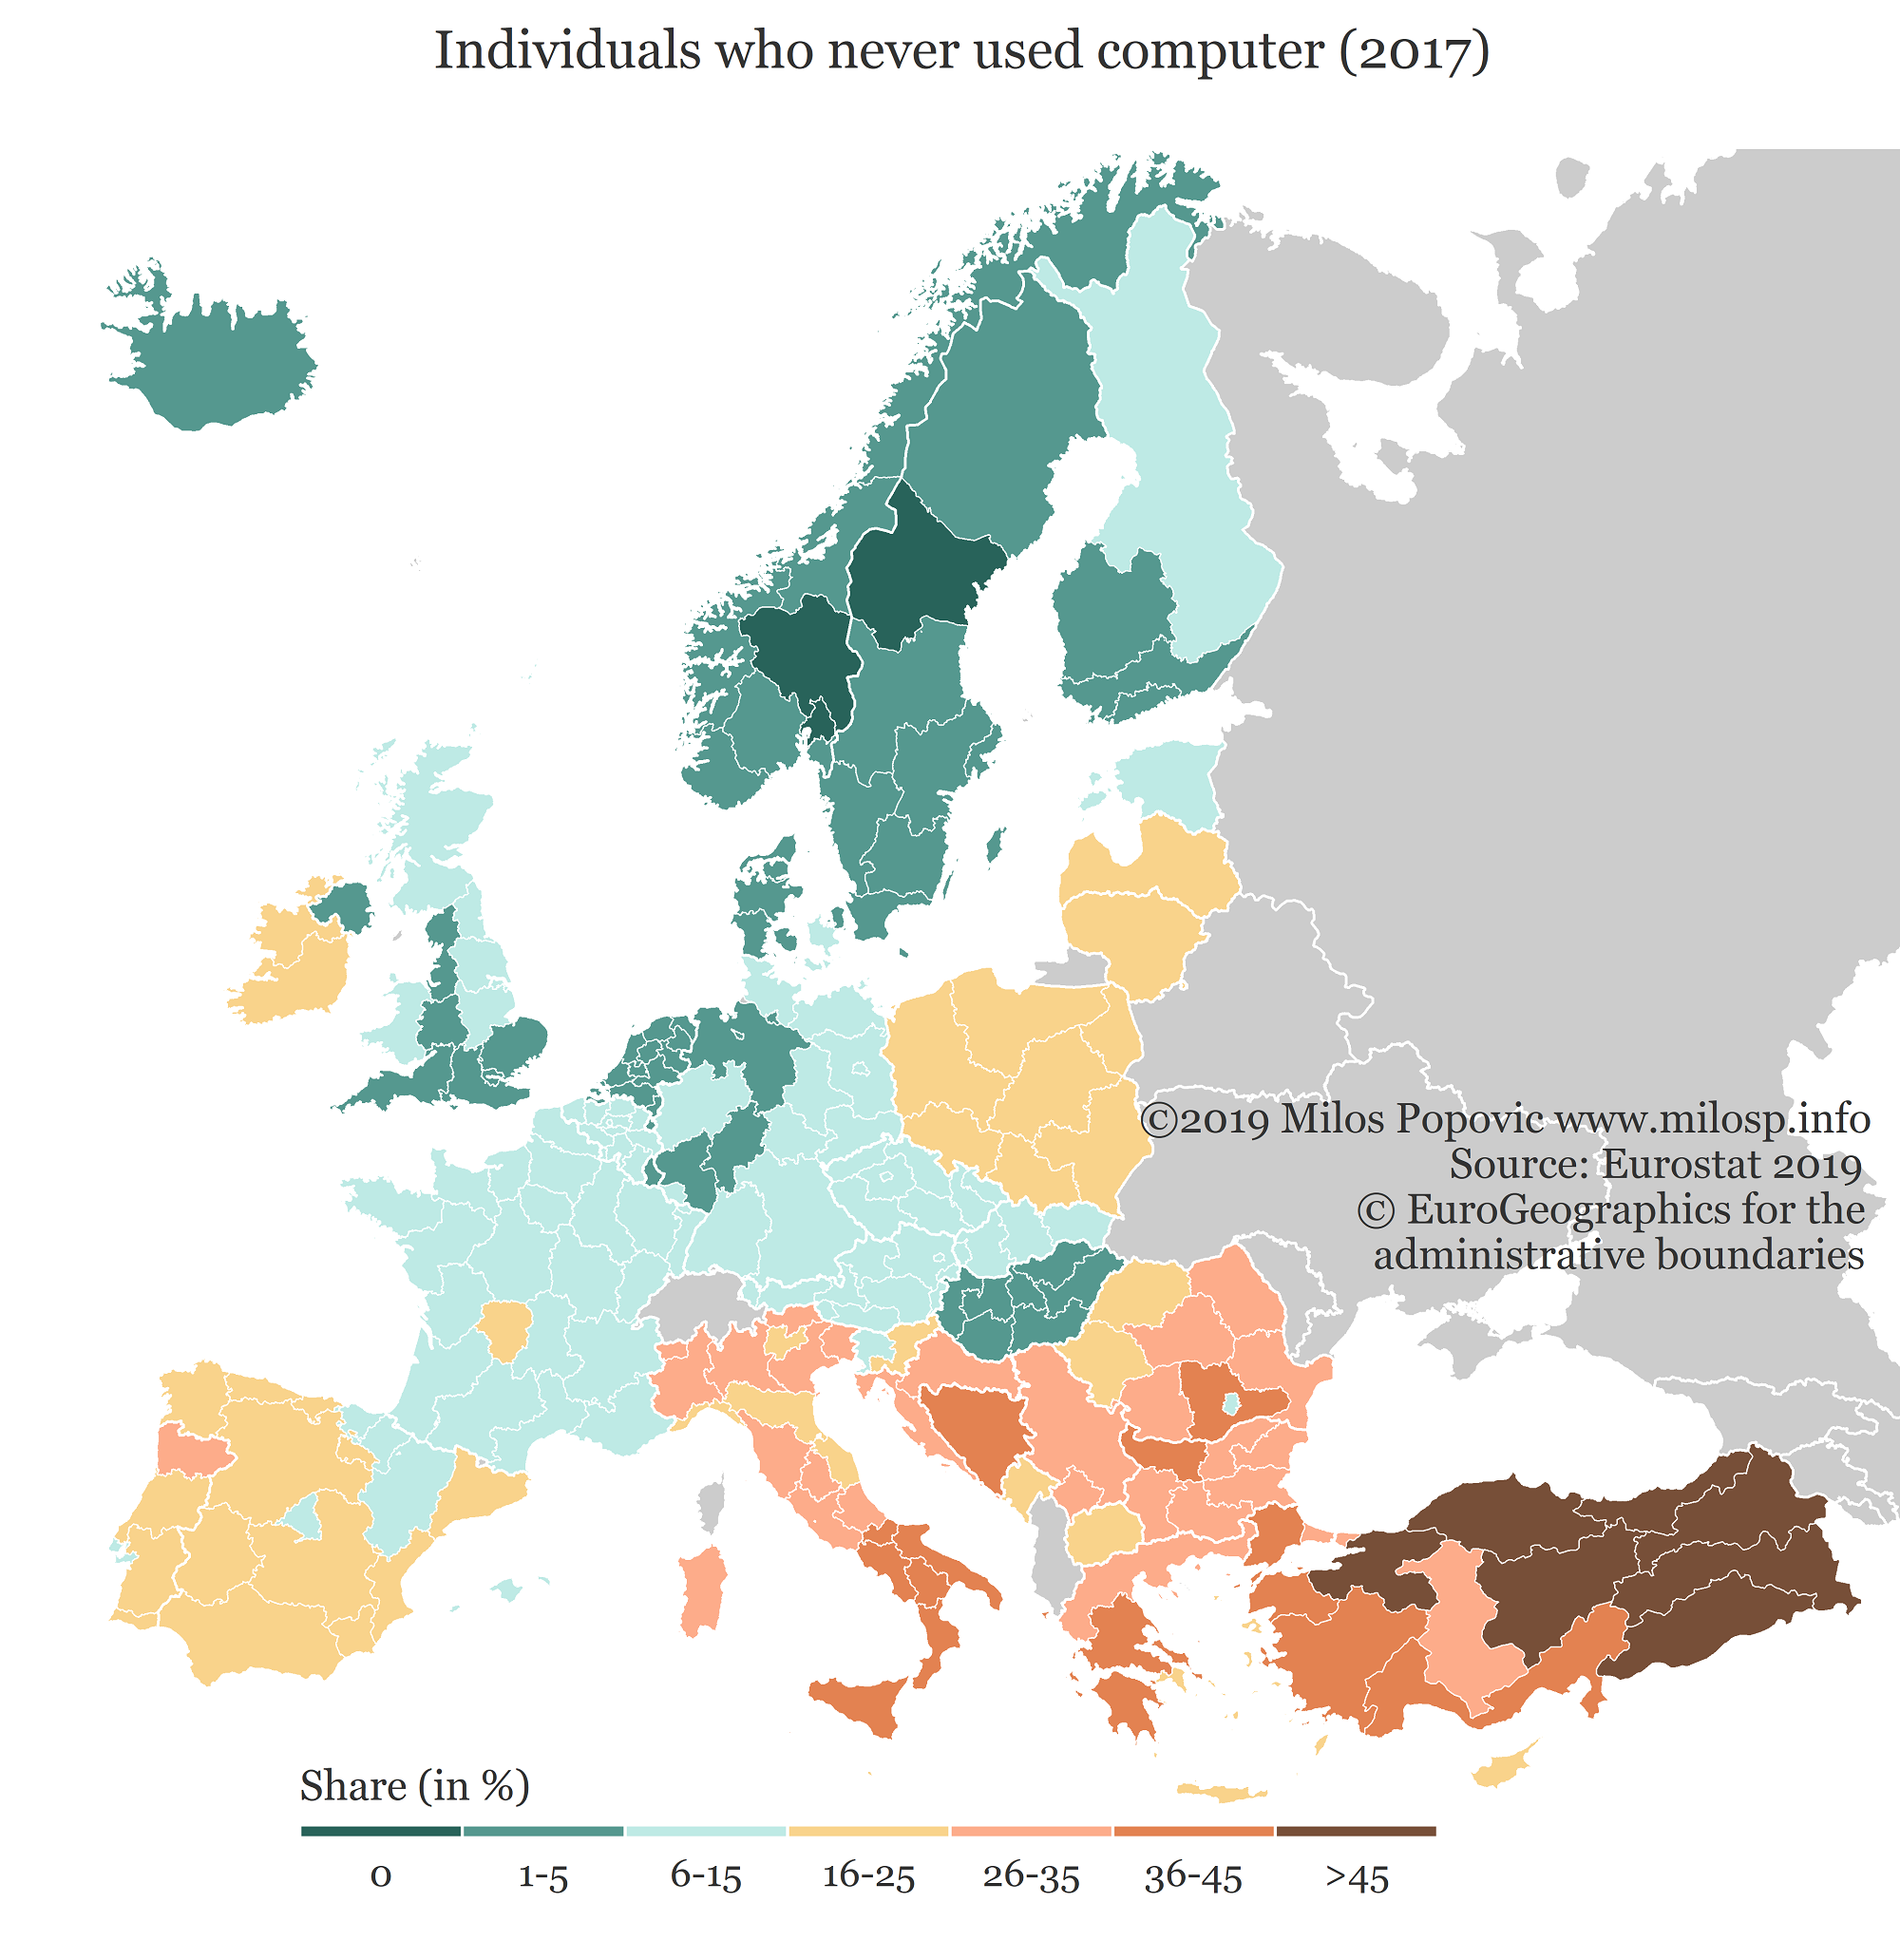 Individuals who never used computer (2017)
©2019 Milos Popovic www.milosp.info
Source: Eurostat 2019
© EuroGeographics for the
administrative boundaries
Share (in %)
0 1-5 6-15 16-25 26-35 36-45 >45